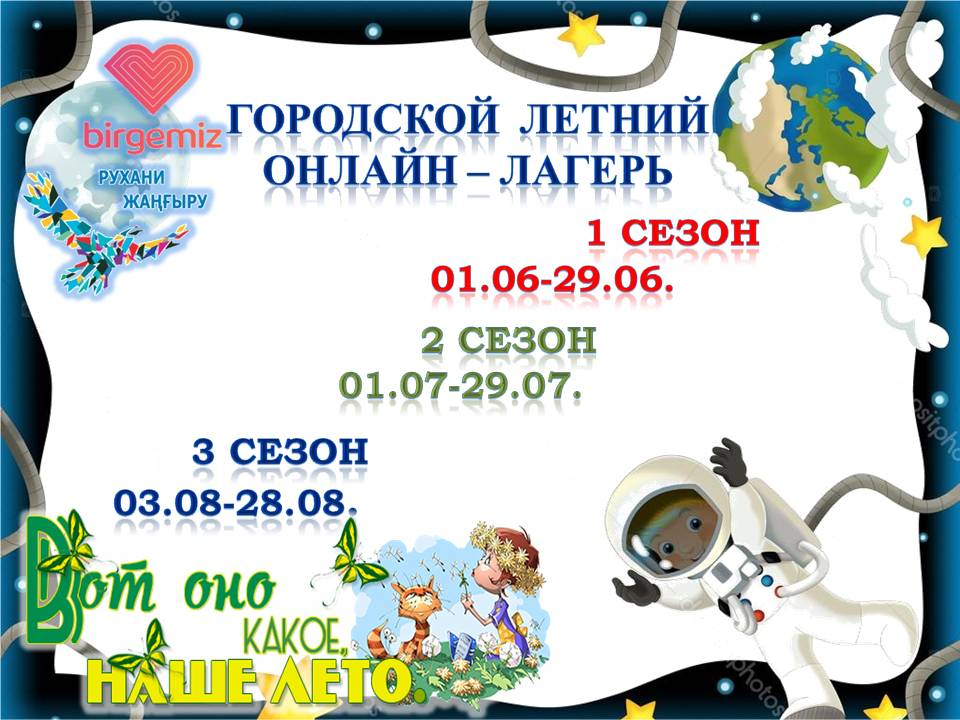 birgemiz
РУХАНИ
ЖАҢҒЫРУ
ГОРОДСКОЙ ЛЕТНИЙ
ОНЛАЙН – ЛАГЕРЬ
1 СЕЗОН
01.06-29.06.
2 СЕЗОН
01.07-29.07.
3 СЕЗОН
03.08-28.08.
Вот оно
КАКОЕ,
НАШЕ ЛЕТО.